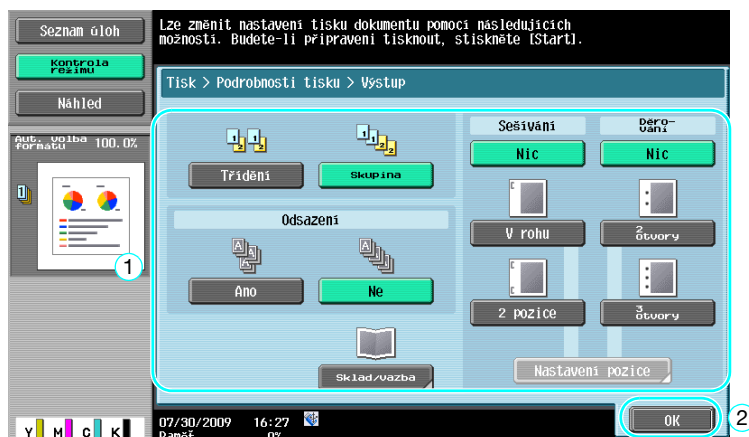 Seznam úloh
Kontrola
režimu
Náhled
Aut. volba
formátu 100.0%
1
Lze změnit nastavení tisku dokumentu pomocí následujících
možností. Budete-li připraveni tisknout, stiskněte [Start].
Tisk > Podrobnosti tisku > Výstup
Třídění
Skupina
Odsazení
Ano
Ne
Sklad/vazba
Sešívání
Děro-
vání
Nic
Nic
V rohu
2
otvory
2 pozice
3
otvory
Nastavení pozice
OK
2
07/30/2009 16:27
Paměť 0%
Y M C K